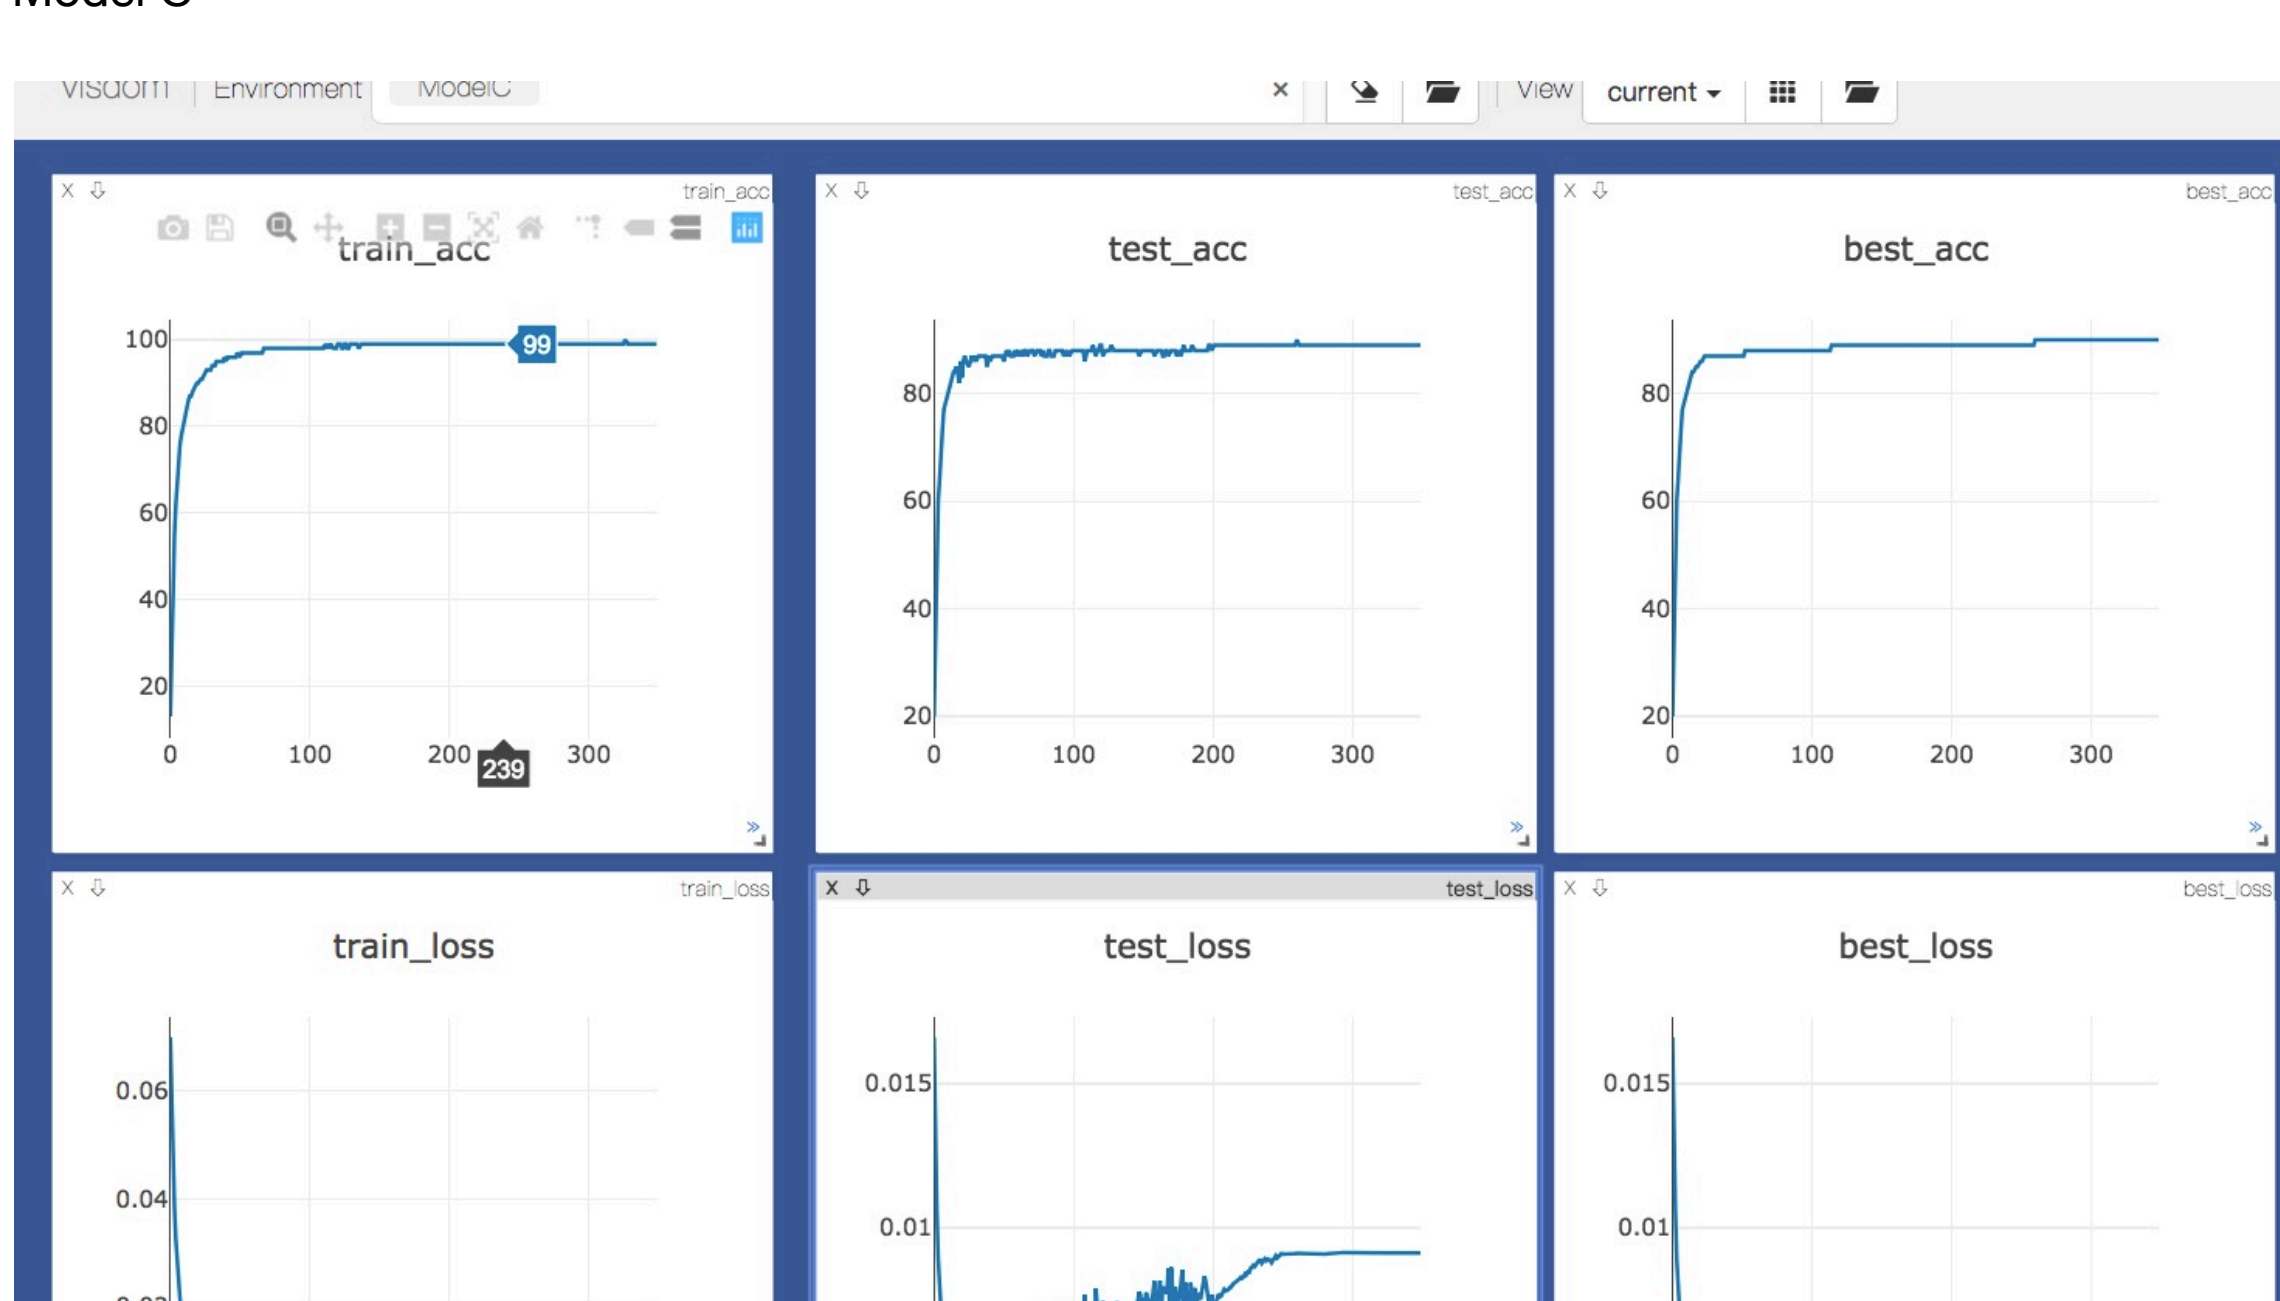 Model C
visdom Environment ModelC × View current
X train_acc
train_acc
100
80
60
40
20
99
0 100 200 300
239
»
X test_acc
test_acc
80
60
40
20
0 100 200 300
»
X best_acc
best_acc
80
60
40
20
0 100 200 300
»
X train_loss
train_loss
0.06
0.04
X test_loss
test_loss
0.015
0.01
X best_loss
best_loss
0.015
0.01